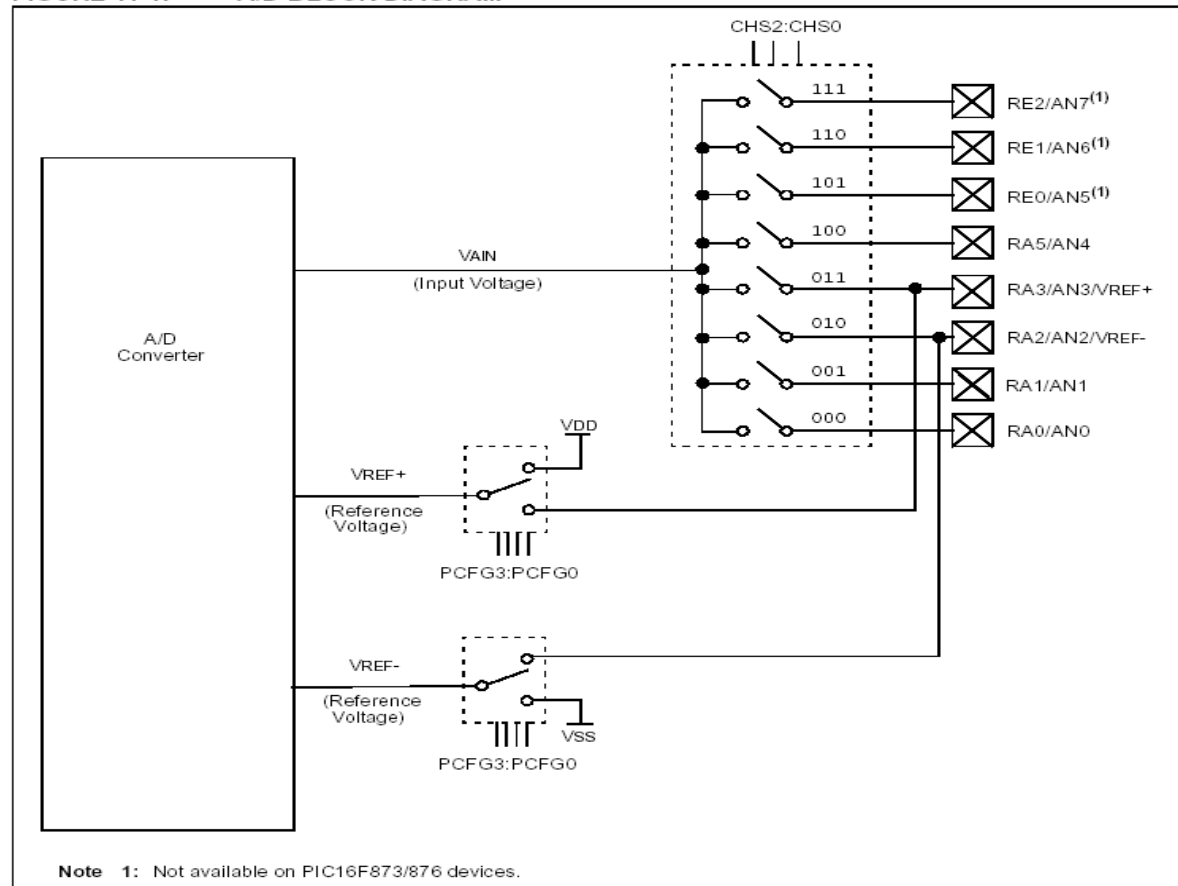 CHS2:CHS0
111
RE2/AN7(1)
110
RE1/AN6(1)
101
RE0/AN5(1)
100
RA5/AN4
VAIN
(Input Voltage)
011
RA3/AN3/VREF+
010
RA2/AN2/VREF-
A/D
Converter
001
RA1/AN1
000
RA0/AN0
VDD
VREF+
(Reference
Voltage)
PCFG3:PCFG0
VREF-
(Reference
Voltage)
VSS
PCFG3:PCFG0
Note 1: Not available on PIC16F873/876 devices.